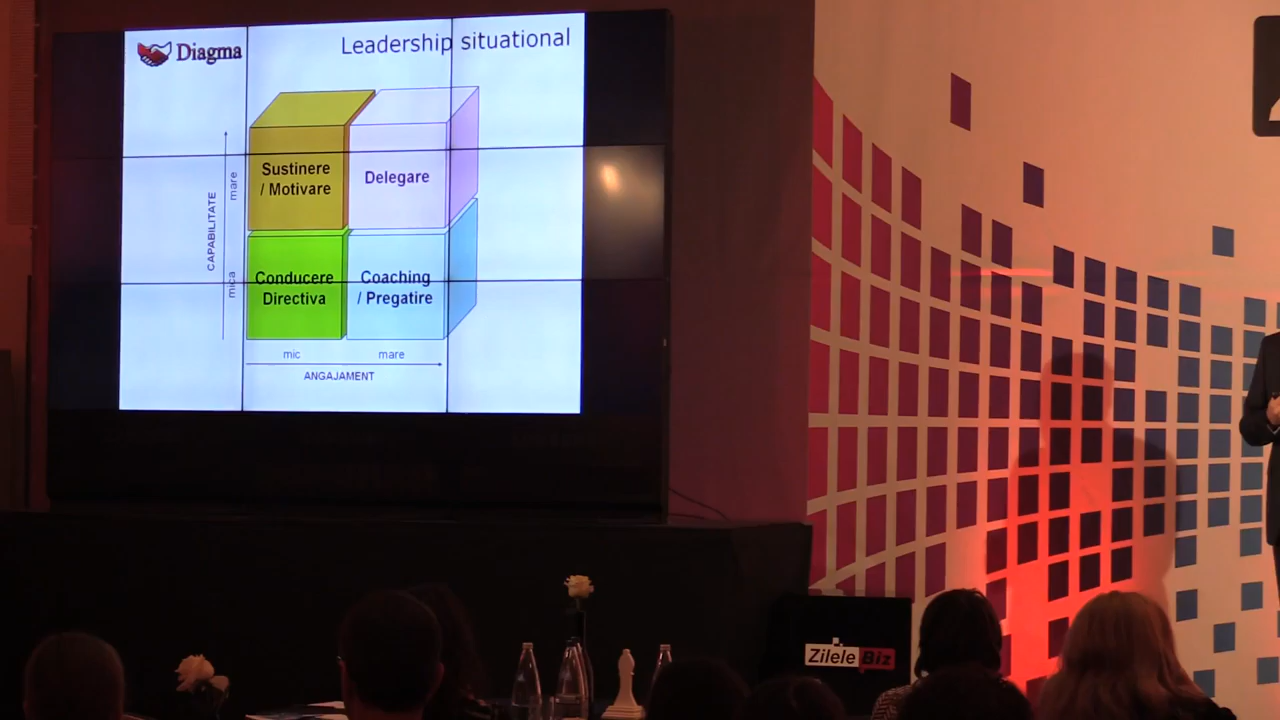 Diagma
Leadership situational
Sustinere
/ Motivare
Delegare
Conducere
Directiva
Coaching
/ Pregatire
CAPABILITATE
mare
mica
mic
mare
ANGAJAMENT
Zilele Biz